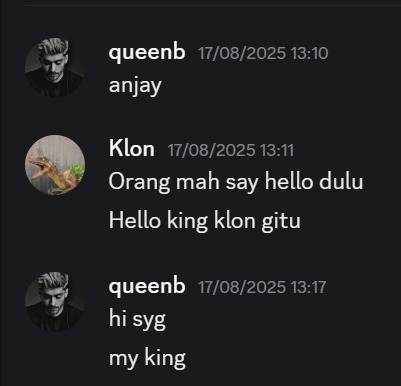 queenb 17/08/2025 13:10
anjay
Klon 17/08/2025 13:11
Orang mah say hello dulu
Hello king klon gitu
queenb 17/08/2025 13:17
hi syg
my king